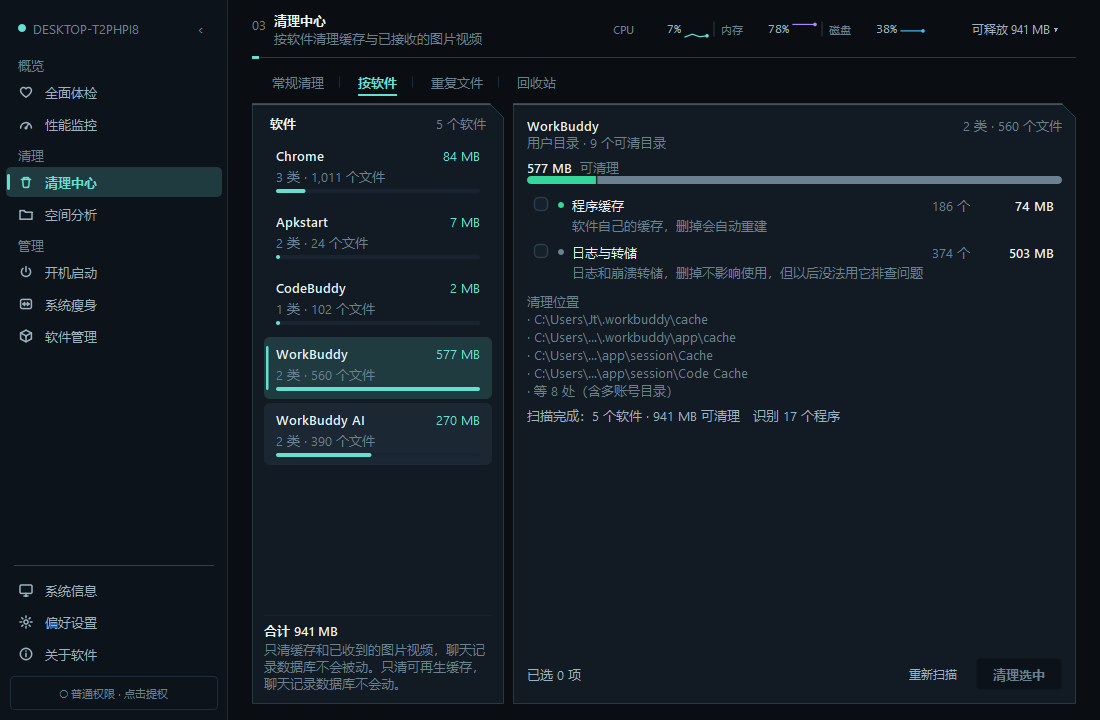 DESKTOP-T2PHPI8
概览
全面体检
性能监控
清理
清理中心
空间分析
管理
开机启动
系统瘦身
软件管理
系统信息
偏好设置
关于软件
普通权限 · 点击提权
03 清理中心
按软件清理缓存与已接收的图片视频
CPU 7% 内存 78% 磁盘 38% 可释放 941 MB
常规清理 按软件 重复文件 回收站
软件 5 个软件
Chrome 84 MB
3 类 · 1,011 个文件
Apkstart 7 MB
2 类 · 24 个文件
CodeBuddy 2 MB
1 类 · 102 个文件
WorkBuddy 577 MB
2 类 · 560 个文件
WorkBuddy AI 270 MB
2 类 · 390 个文件
合计 941 MB
只清缓存和已收到的图片视频，聊天记
录数据库不会被动。只清可再生缓存，
聊天记录数据库不会动。
WorkBuddy 2 类 · 560 个文件
用户目录 · 9 个可清目录
577 MB 可清理
程序缓存 186 个 74 MB
软件自己的缓存，删掉会自动重建
日志与转储 374 个 503 MB
日志和崩溃转储，删掉不影响使用，但以后没法用它排查问题
清理位置
· C:\Users\Jt\.workbuddy\cache
· C:\Users\...\.workbuddy\app\cache
· C:\Users\...\app\session\Cache
· C:\Users\...\app\session\Code Cache
· 等 8 处（含多账号目录）
扫描完成：5 个软件 · 941 MB 可清理 识别 17 个程序
已选 0 项 重新扫描 清理选中